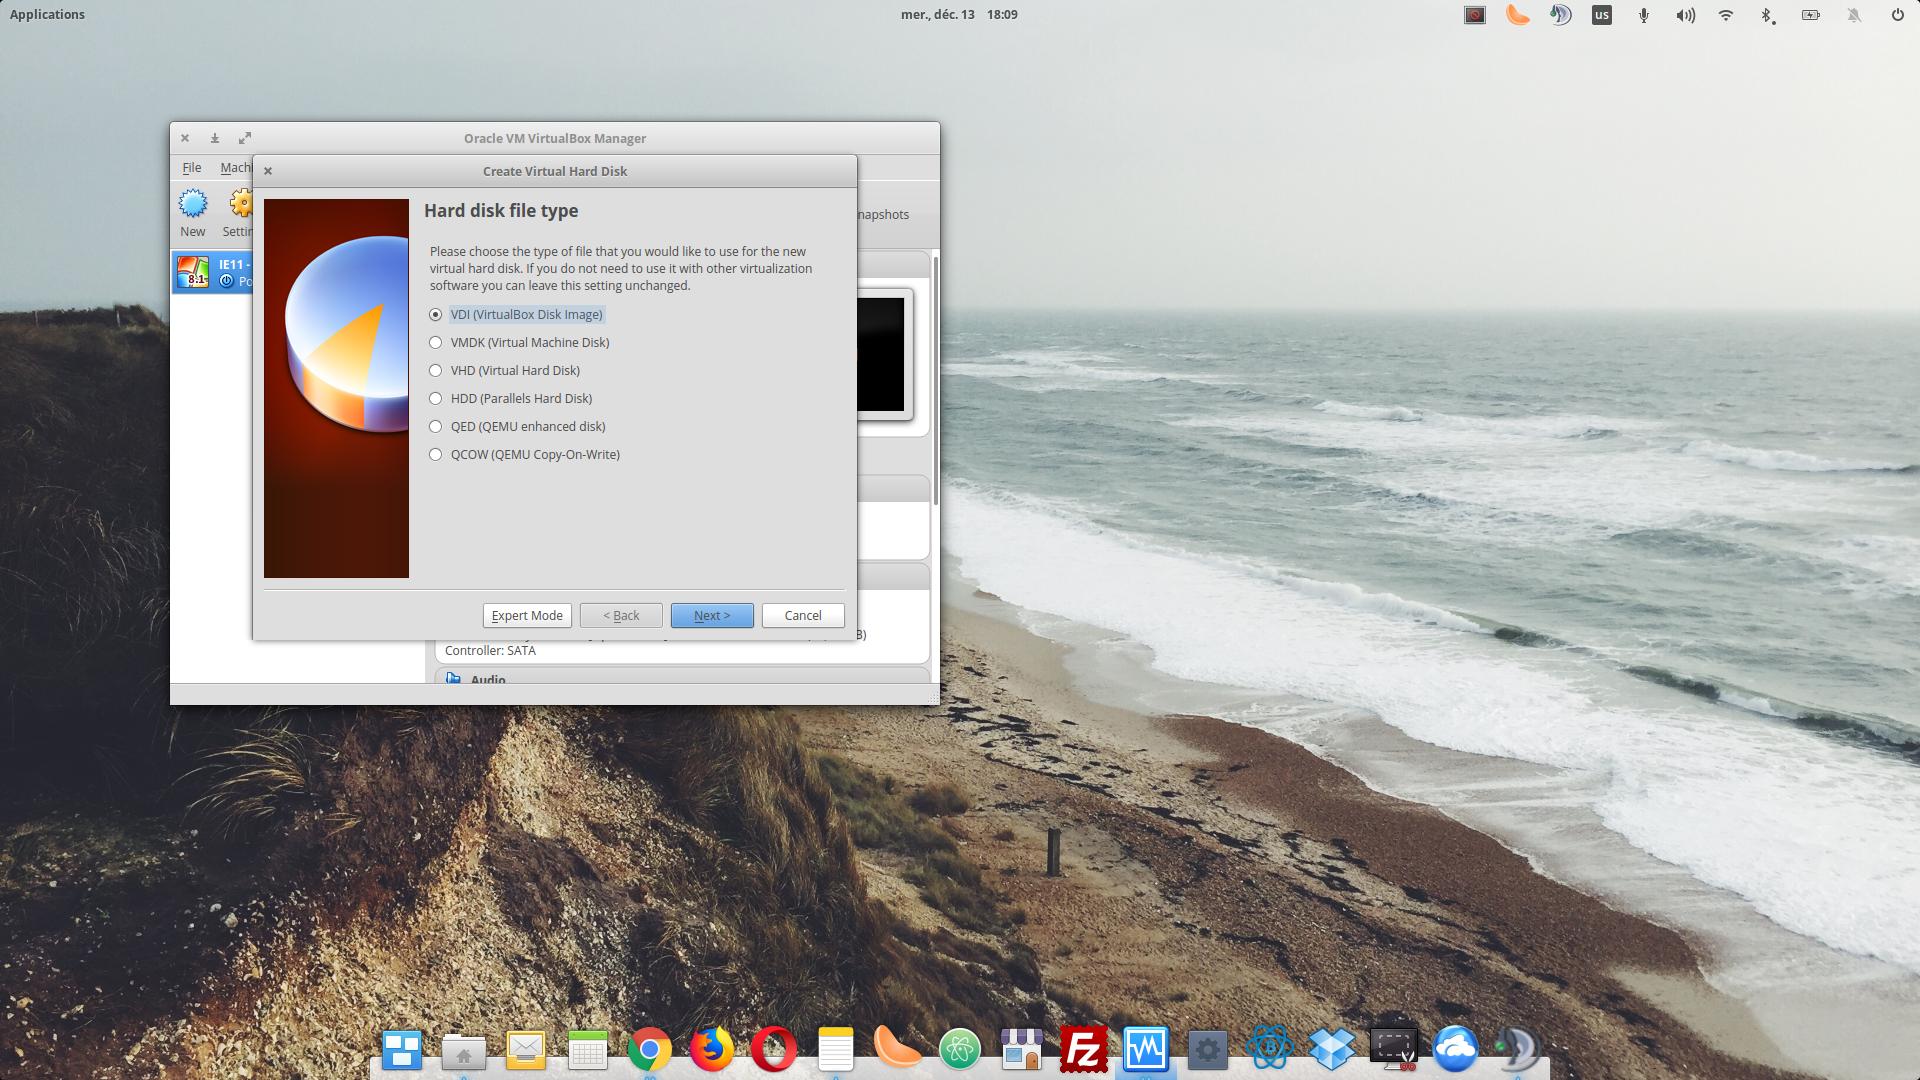 Applications
mer., déc. 13 18:09
us
Oracle VM VirtualBox Manager
File Machi
New
Settin
napshots
IE11 -
8.1
Po
Create Virtual Hard Disk
Hard disk file type
Please choose the type of file that you would like to use for the new
virtual hard disk. If you do not need to use it with other virtualization
software you can leave this setting unchanged.
VDI (VirtualBox Disk Image)
VMDK (Virtual Machine Disk)
VHD (Virtual Hard Disk)
HDD (Parallels Hard Disk)
QED (QEMU enhanced disk)
QCOW (QEMU Copy-On-Write)
Expert Mode
< Back
Next >
Cancel
B)
Controller: SATA
Audio
FZ